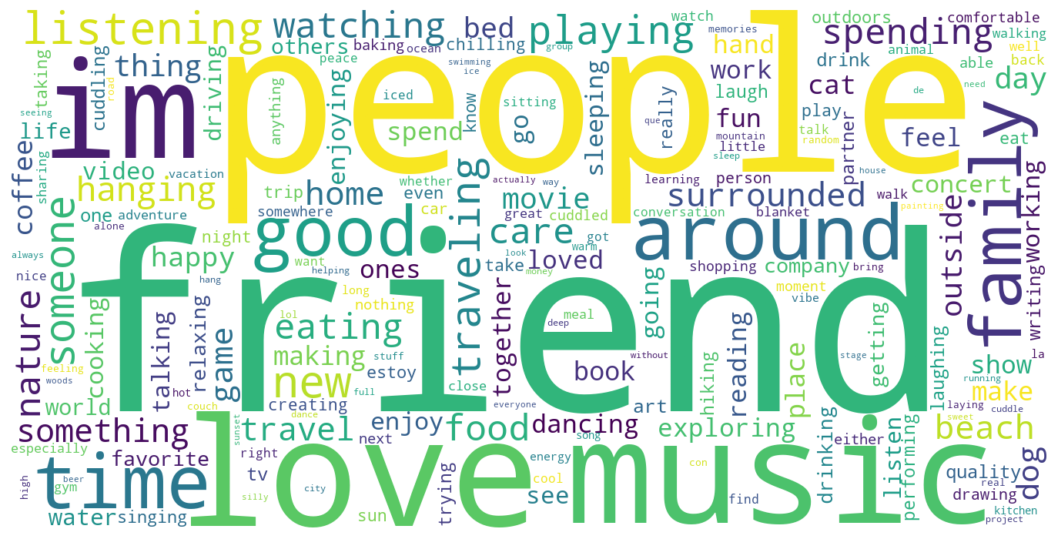 listening
watching
bed
playing
outdoors
watch
memories
spending
comfortable
walking
others
baking
ocean
chilling
group
peace
swimming
ice
hand
drink
animal
well
able
back
day
im
people
thing
taking
seeing
cuddling
read
driving
anything
enjoying
iced
know
sitting
sleeping
go
really
work
laugh
fun
cat
play
talk
random
partner
feel
de
need
eat
life
sharing
coffee
video
vacation
spend
que
mountain
little
sleep
house
family
hanging
trip
home
whether
even
actually
way
movie
learning
person
surrounded
walk
concert
someone
one
adventure
alone
somewhere
car
traveling
great
cuddled
conversation
blanket
painting
outside
writing
working
always
nice
night
happy
good
want
helping
ones
care
look
take
got
warm
loved
around
shopping
company
bring
friend
nature
hang
long
nothing
money
together
going
moment
vibe
place
getting
la
cooking
talking
relaxing
game
lol
eating
deep
meal
without
show
feeling
woods
hot
couch
making
stuff
estoy
close
book
hiking
reading
stage
laughing
running
world
new
creating
full
everyone
art
exploring
make
laying
cuddle
something
sunset
dance
travel
enjoy
food
dancing
song
drinking
either
listen
performing
beach
sweet
especially
favorite
right
next
tv
trying
energy
cool
see
con
find
quality
real
dog
high
beer
gym
time
silly
city
love
music
drawing
kitchen
water
singing
sun
project